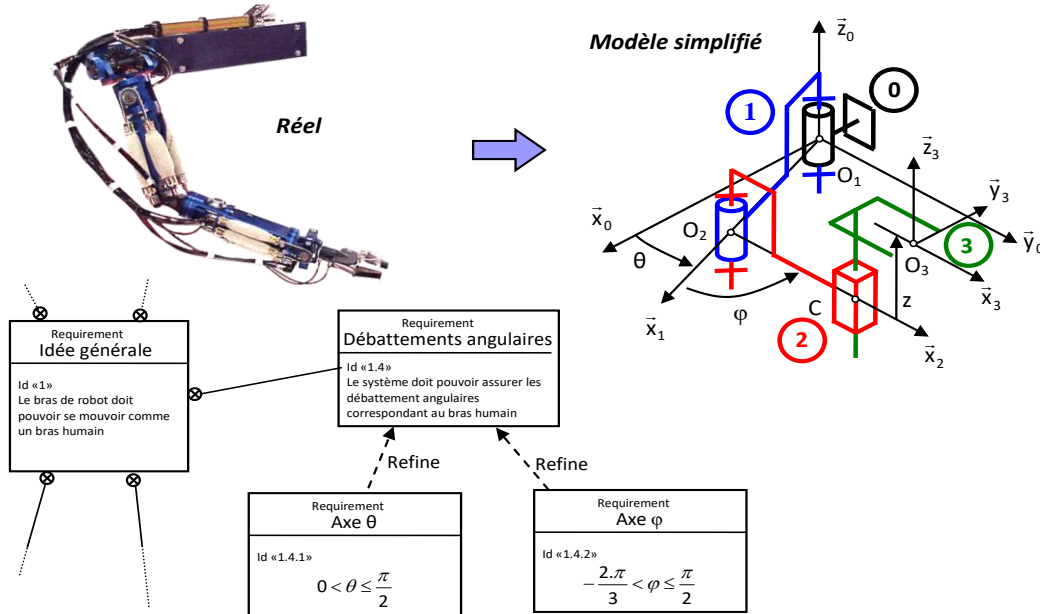 Réel
Modèle simplifié
z⃗0
0
1
O1
z⃗3
y⃗3
x⃗0
O2
θ
3
y⃗0
O3
x⃗3
z
x⃗1
φ
C
2
x⃗2
Requirement
Idée générale
Id «1»
Le bras de robot doit
pouvoir se mouvoir comme
un bras humain
Requirement
Débattements angulaires
Id «1.4»
Le système doit pouvoir assurer les
débattement angulaires
correspondant au bras humain
Refine
Refine
Requirement
Axe θ
Id «1.4.1»
0 < θ ≤ π/2
Requirement
Axe φ
Id «1.4.2»
− 2.π/3 < φ ≤ π/2